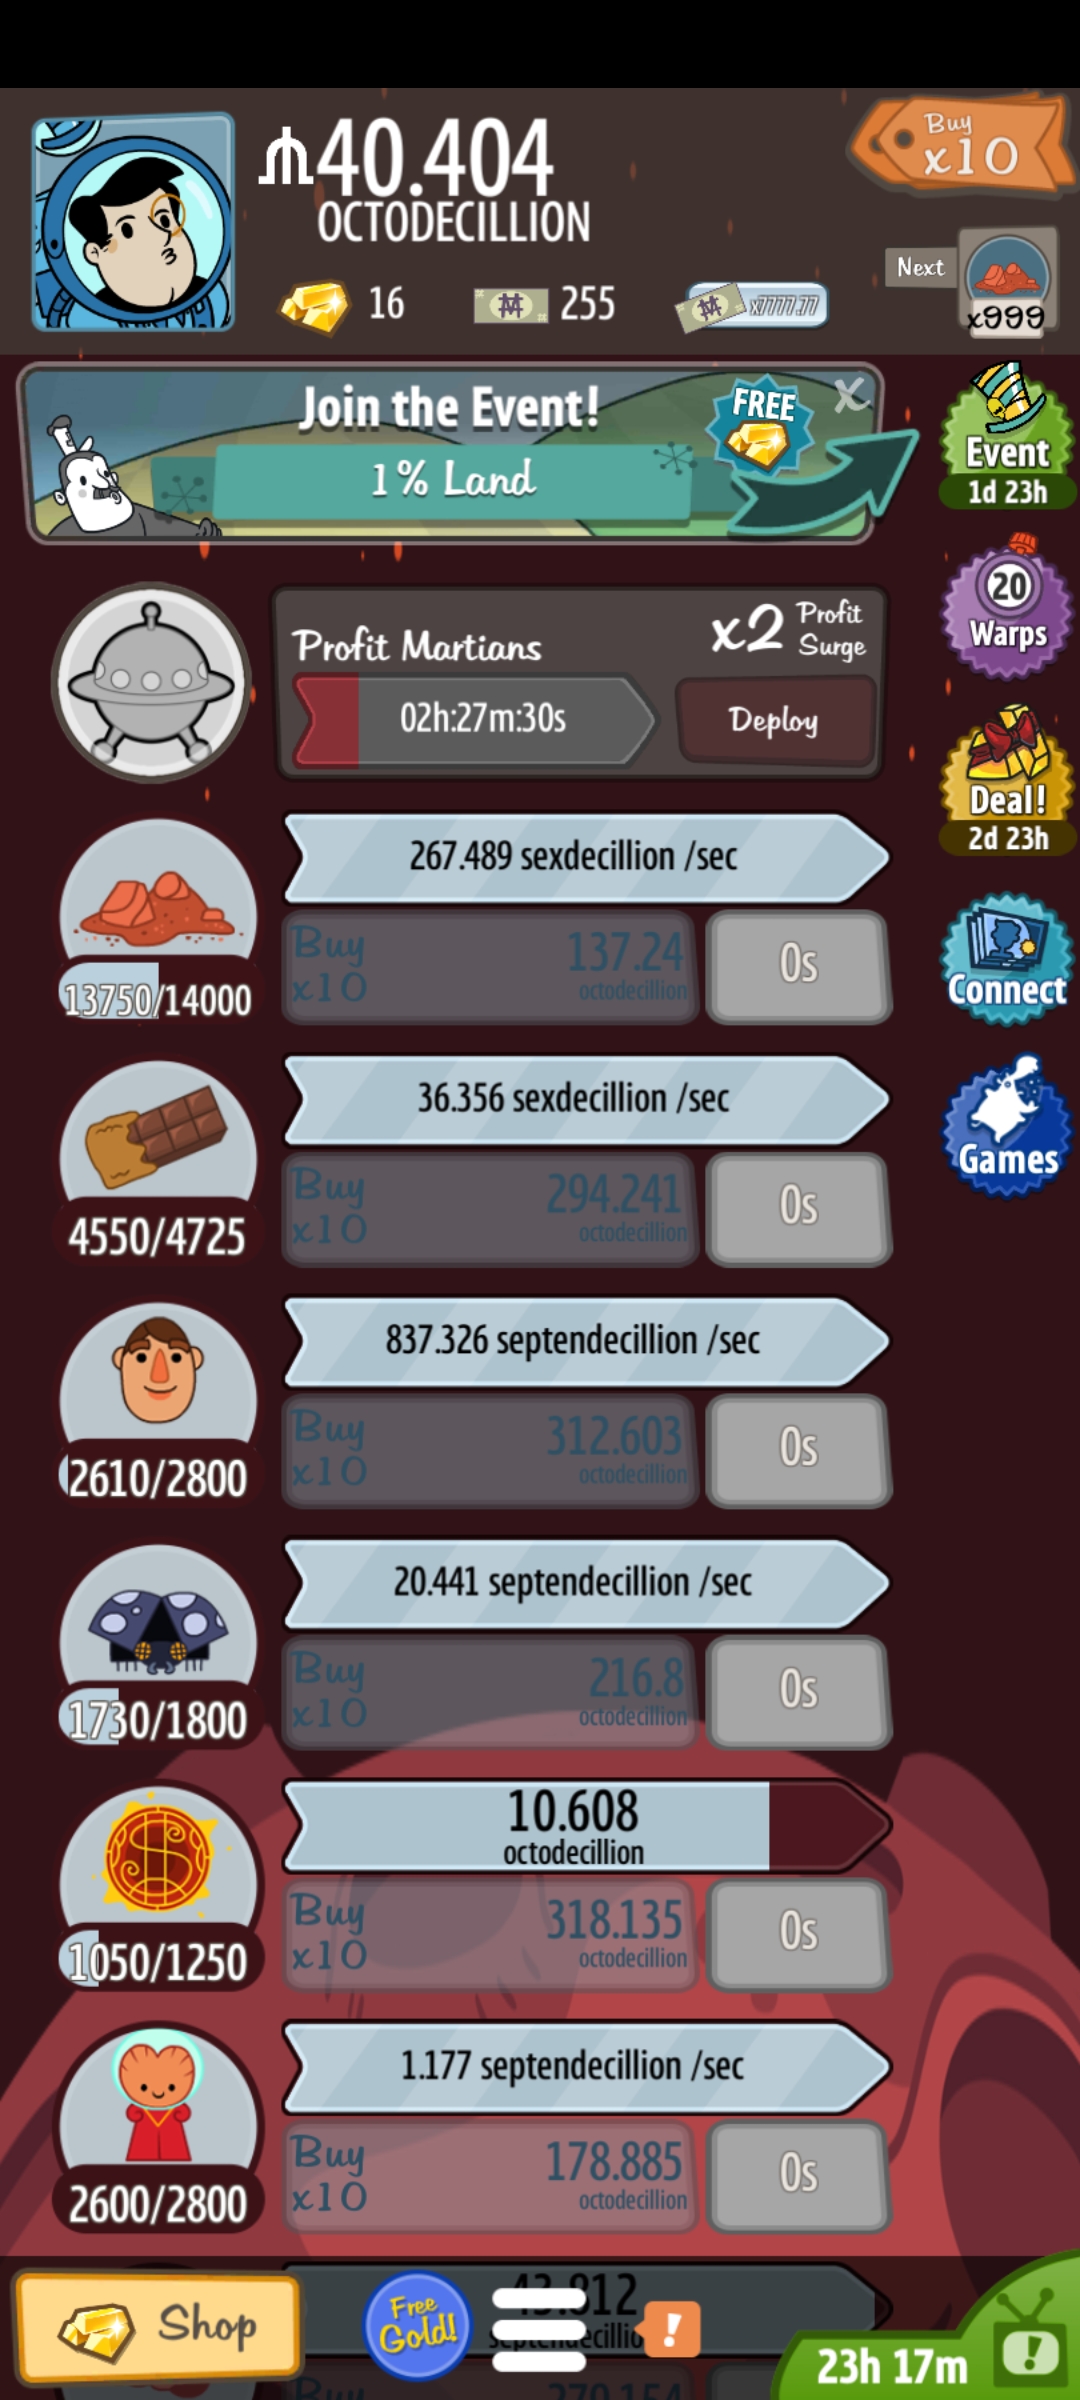 40.404
OCTODECILLION
Buy
x10
16
255
x7777.77
Next
x999
Join the Event!
1% Land
FREE
X
Event
1d 23h
20
Warps
Deal!
2d 23h
Connect
Games
Profit Martians
x2 Profit Surge
02h:27m:30s
Deploy
267.489 sexdecillion /sec
Buy
x10
137.24
octodecillion
0s
13750/14000
36.356 sexdecillion /sec
Buy
x10
294.241
octodecillion
0s
4550/4725
837.326 septendecillion /sec
Buy
x10
312.603
octodecillion
0s
2610/2800
20.441 septendecillion /sec
Buy
x10
216.8
octodecillion
0s
1730/1800
10.608
octodecillion
Buy
x10
318.135
octodecillion
0s
1050/1250
1.177 septendecillion /sec
Buy
x10
178.885
octodecillion
0s
2600/2800
Shop
Free
Gold!
!
23h 17m
!